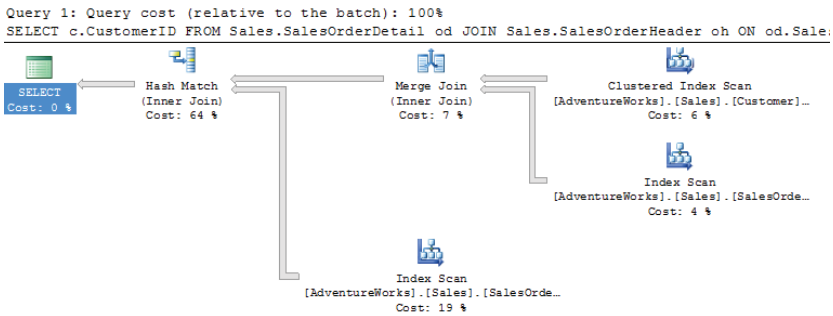 Query 1: Query cost (relative to the batch): 100%
SELECT c.CustomerID FROM Sales.SalesOrderDetail od JOIN Sales.SalesOrderHeader oh ON od.Sales
SELECT
Cost: 0 %
Hash Match
(Inner Join)
Cost: 64 %
Merge Join
(Inner Join)
Cost: 7 %
Clustered Index Scan
[AdventureWorks].[Sales].[Customer]…
Cost: 6 %
Index Scan
[AdventureWorks].[Sales].[SalesOrde…
Cost: 4 %
Index Scan
[AdventureWorks].[Sales].[SalesOrde…
Cost: 19 %